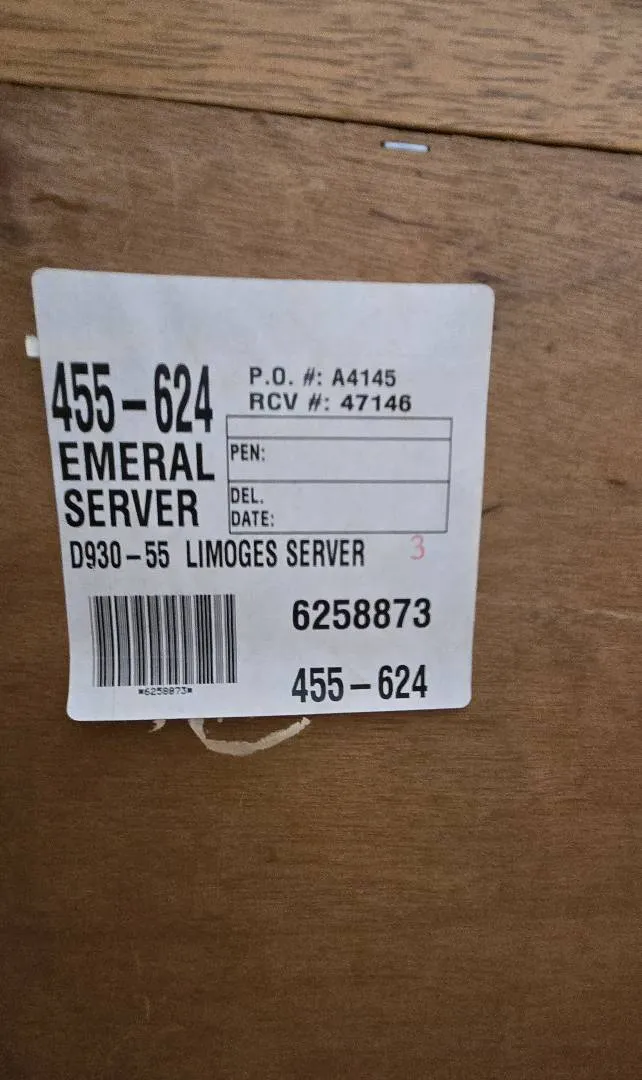 455-624
P.O. #: A4145
RCV #: 47146
EMERAL
SERVER
PEN:
DEL.
DATE:
D930-55 LIMOGES SERVER
3
6258873
*6258873*
455-624